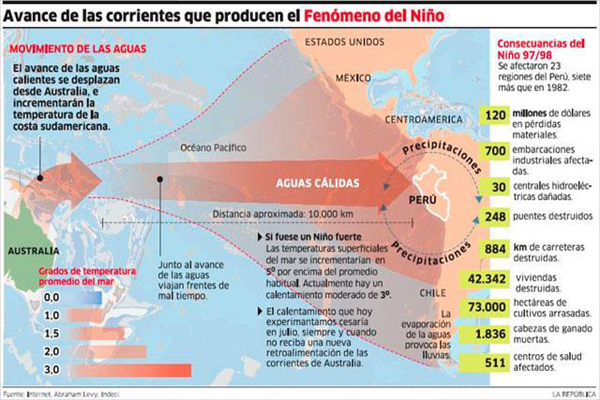 Avance de las corrientes que producen el Fenómeno del Niño
MOVIMIENTO DE LAS AGUAS
El avance de las aguas
calientes se desplazan
desde Australia, e
incrementarán la
temperatura de la
costa sudamericana.
ESTADOS UNIDOS
MÉXICO
CENTROAMERICA
Océano Pacífico
Precipitaciones
AGUAS CÁLIDAS
PERÚ
Distancia aproximada: 10.000 km
Precipitaciones
AUSTRALIA
Junto al avance
de las aguas
viajan frentes de
mal tiempo.
Si fuese un Niño fuerte
Las temperaturas superficiales
del mar se incrementarían en
5º por encima del promedio
habitual. Actualmente hay un
calentamiento moderado de 3º.
El calentamiento que hoy
experimantamos cesaría
en julio, siempre y cuando
no reciba una nueva
retroalimentación de las
corrientes de Australia.
CHILE
La
evaporación
de la aguas
provoca las
lluvias.
Grados de temperatura
promedio del mar
0,0
1,0
1,5
2,0
3,0
Consecuancias del
Niño 97/98
Se afectaron 23
regiones del Perú, siete
más que en 1982.
120 millones de dólares
en pérdidas
materiales.
700 embarcaciones
industriales afecta-
das.
30 centrales hidroeléc-
tricas dañadas.
248 puentes destruidos
884 km de carreteras
destruidas.
42.342 viviendas
destruidas.
73.000 hectáreas de
cultivos arrasadas.
1.836 cabezas de ganado
muertas.
511 centros de salud
afectados.
Fuente: Internet, Abraham Levy, Indeci.
LA REPÚBLICA